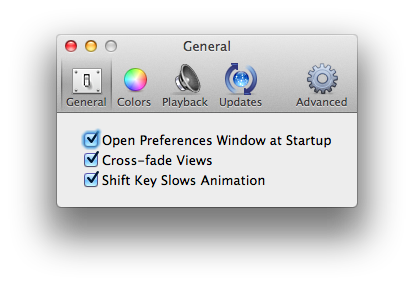 General
General Colors Playback Updates Advanced
Open Preferences Window at Startup
Cross-fade Views
Shift Key Slows Animation